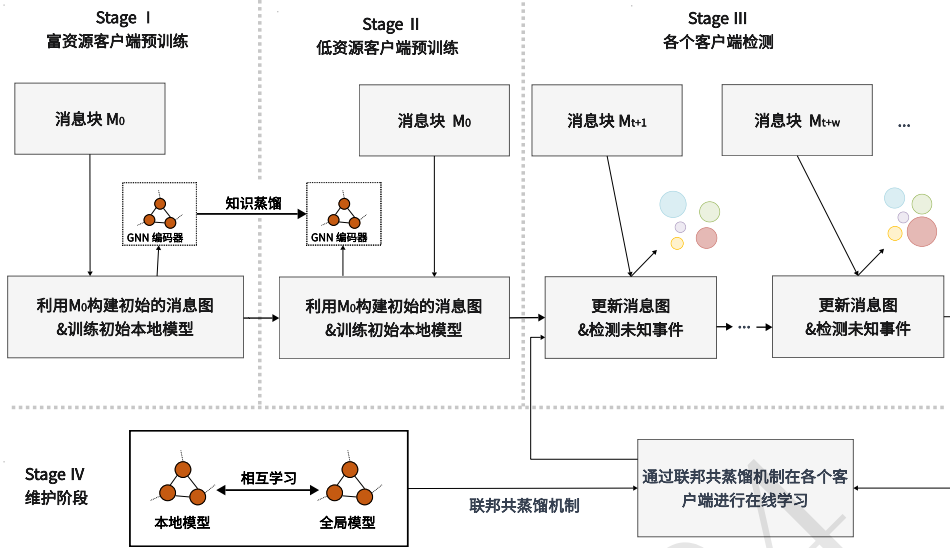 Stage Ⅰ
富资源客户端预训练
Stage Ⅱ
低资源客户端预训练
Stage III
各个客户端检测
消息块 M₀
消息块 M₀
消息块 Mₜ₊₁
消息块 Mt+w
...
GNN 编码器
知识蒸馏
GNN 编码器
利用M₀构建初始的消息图
&训练初始本地模型
利用M₀构建初始的消息图
&训练初始本地模型
更新消息图
&检测未知事件
...
更新消息图
&检测未知事件
Stage Ⅳ
维护阶段
相互学习
本地模型
全局模型
联邦共蒸馏机制
通过联邦共蒸馏机制在各个客
户端进行在线学习